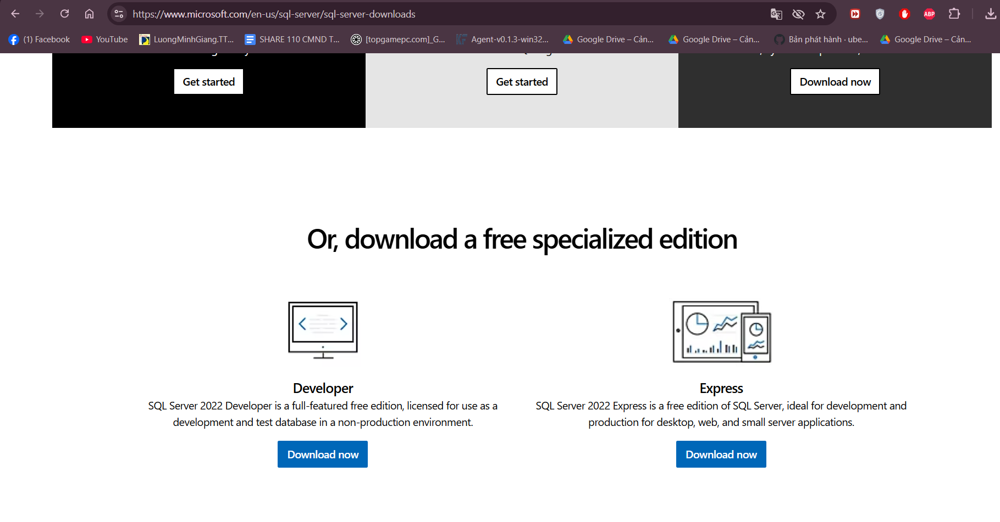 https://www.microsoft.com/en-us/sql-server/sql-server-downloads
ABP
(1) Facebook
YouTube
LuongMinhGiang.TT...
SHARE 110 CMND T...
[topgamepc.com]_G...
Agent-v0.1.3-win32...
Google Drive – Cản...
Google Drive – Cản...
Bản phát hành · ube...
Google Drive – Cản...
Get started
Get started
Download now
Or, download a free specialized edition
Developer
SQL Server 2022 Developer is a full-featured free edition, licensed for use as a
development and test database in a non-production environment.
Download now
Express
SQL Server 2022 Express is a free edition of SQL Server, ideal for development and
production for desktop, web, and small server applications.
Download now